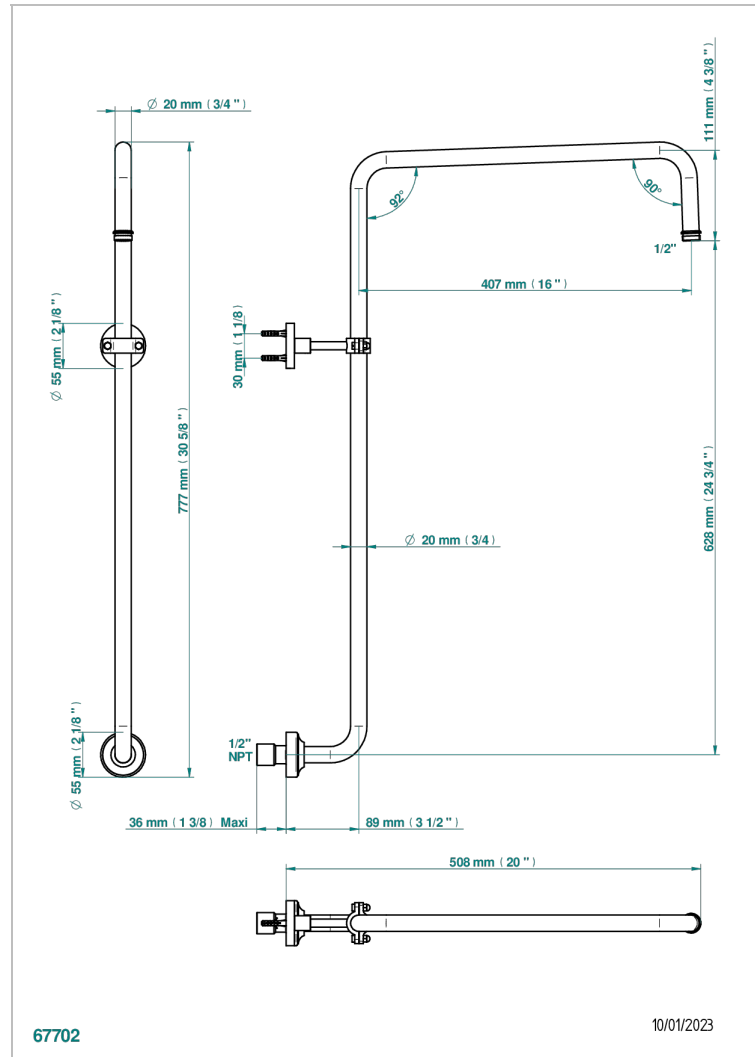 ∅ 20 mm ( 3/4 " )
111 mm ( 4 3/8" )
92°
90°
1/2"
407 mm ( 16 " )
30 mm ( 1 1/8)
∅ 55 mm ( 2 1/8 " )
777 mm ( 30 5/8" )
628 mm ( 24 3/4 " )
∅ 20 mm ( 3/4 )
1/2"
NPT
∅ 55 mm ( 2 1/8 " )
36 mm ( 1 3/8) Maxi
89 mm ( 3 1/2 " )
508 mm ( 20 " )
67702
10/01/2023